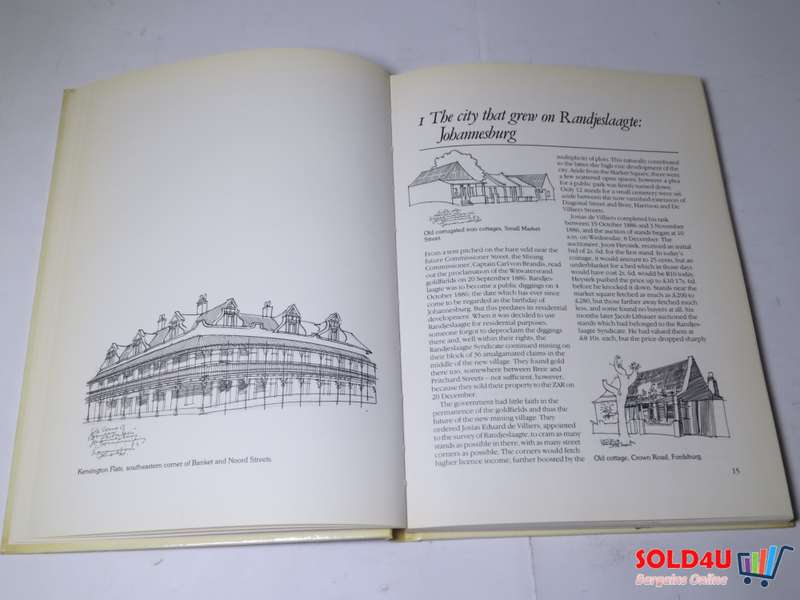 Kensington Flats, southeastern corner of Banket and Noord Streets.
1 The city that grew on Randjeslaagte:
Johannesburg
Old corrugated iron cottages, Small Market
Street.
From a tent pitched on the bare veld near the
future Commissioner Street, the Mining
Commissioner, Captain Carl von Brandis, read
out the proclamation of the Witwatersrand
goldfields on 20 September 1886. Randjes-
laagte was to become a public diggings on 4
October 1886, the date which has ever since
come to be regarded as the birthday of
Johannesburg. But this predates its residential
development. When it was decided to use
Randjeslaagte for residential purposes,
someone forgot to deproclaim the diggings
there and, well within their rights, the
Randjeslaagte Syndicate continued mining on
their block of 56 amalgamated claims in the
middle of the new village. They found gold
there too, somewhere between Bree and
Pritchard Streets – not sufficient, however,
because they sold their property to the ZAR on
20 December.
The government had little faith in the
permanence of the goldfields and thus the
future of the new mining village. They
ordered Josias Eduard de Villiers, appointed
to the survey of Randjeslaagte, to cram as many
stands as possible in there, with as many street
corners as possible. The corners would fetch
higher licence income, further boosted by the
multiplicity of plots. This naturally contributed
to the latter-day high-rise development of the
city. Aside from the Market Square, there were
a few scattered open spaces; however a plea
for a public park was firmly turned down.
Only 12 stands for a small cemetery were set
aside between the now vanished extension of
Diagonal Street and Bree, Harrison and De
Villiers Streets.
Josias de Villiers completed his task
between 15 October 1886 and 3 November
1886, and the auction of stands began at 10
a.m. on Wednesday, 8 December. The
auctioneer, Joon Heysiek, received an initial
bid of 2s. 6d. for the first stand. In today's
coinage, it would amount to 25 cents, but as
underblanket for a bed which in those days
would have cost 2s. 6d. would be R10 today.
Heysiek pushed the price up to £10.17s. 6d.
before he knocked it down. Stands near the
market square fetched as much as £200 to
£280, but those farther away fetched much
less, and some found no buyers at all. Six
months later Jacob Lithauer auctioned the
stands which had belonged to the Randjes-
laagte Syndicate. He had valued them at
£8 10s. each, but the price dropped sharply
Old cottage, Crown Road, Fordsburg.
15
SOLD4U
Bargains Online